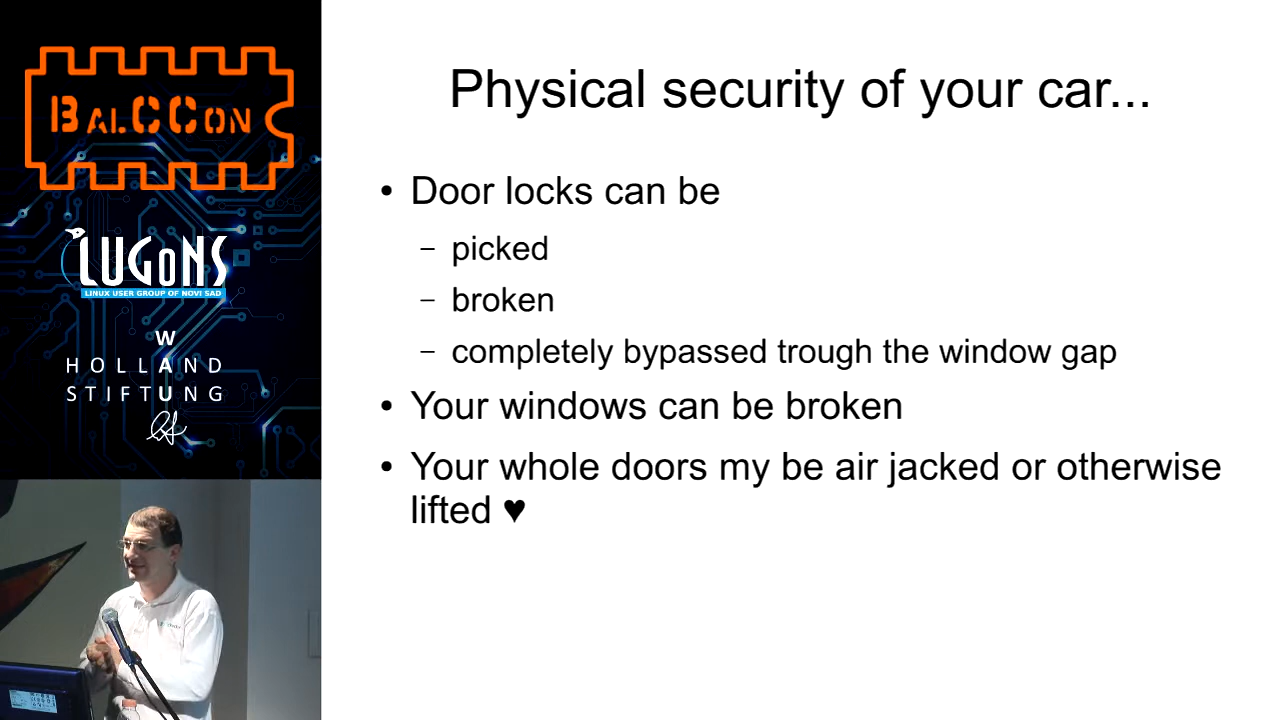 BALCCON
LUGONS
LINUX USER GROUP OF NOVI SAD
W
HOLLAND
STIFTUNG
Physical security of your car...
• Door locks can be
– picked
– broken
– completely bypassed trough the window gap
• Your windows can be broken
• Your whole doors my be air jacked or otherwise
lifted ♥